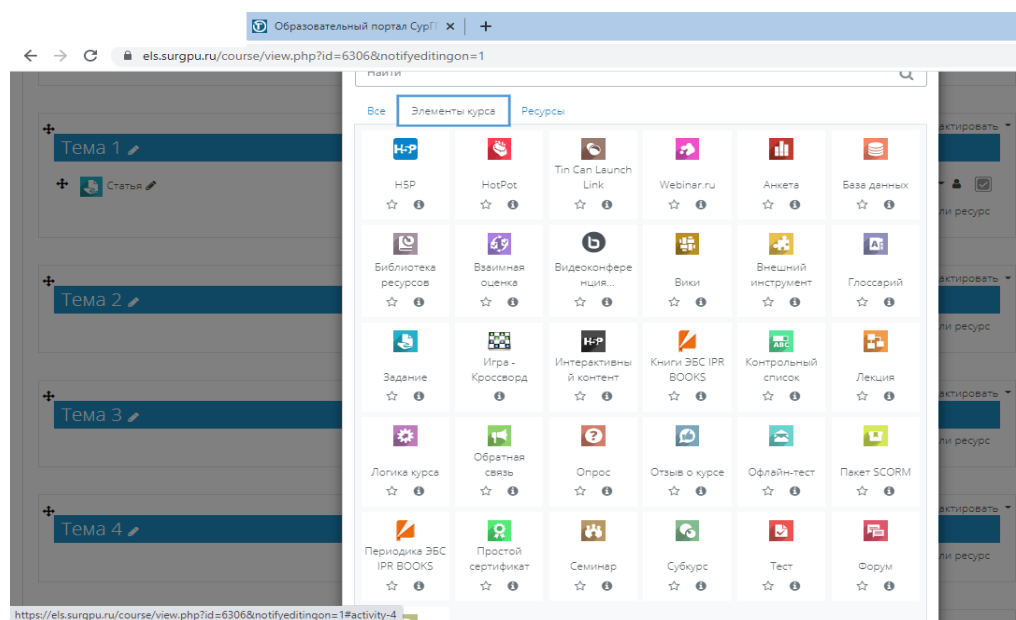 Образовательный портал СурГП
els.surgpu.ru/course/view.php?id=6306&notifyeditingon=1
Найти
Все Элементы курса Ресурсы
Тема 1
Статья
H5P HotPot Tin Can Launch Link Webinar.ru Анкета База данных
Библиотека ресурсов Взаимная оценка Видеоконфере нция... Вики Внешний инструмент Глоссарий
Тема 2
Задание Игра - Кроссворд Интерактивны й контент Книги ЭБС IPR BOOKS Контрольный список Лекция
Тема 3
Логика курса Обратная связь Опрос Отзыв о курсе Офлайн-тест Пакет SCORM
Тема 4
Периодика ЭБС IPR BOOKS Простой сертификат Семинар Субкурс Тест Форум
https://els.surgpu.ru/course/view.php?id=6306&notifyeditingon=1#activity-4